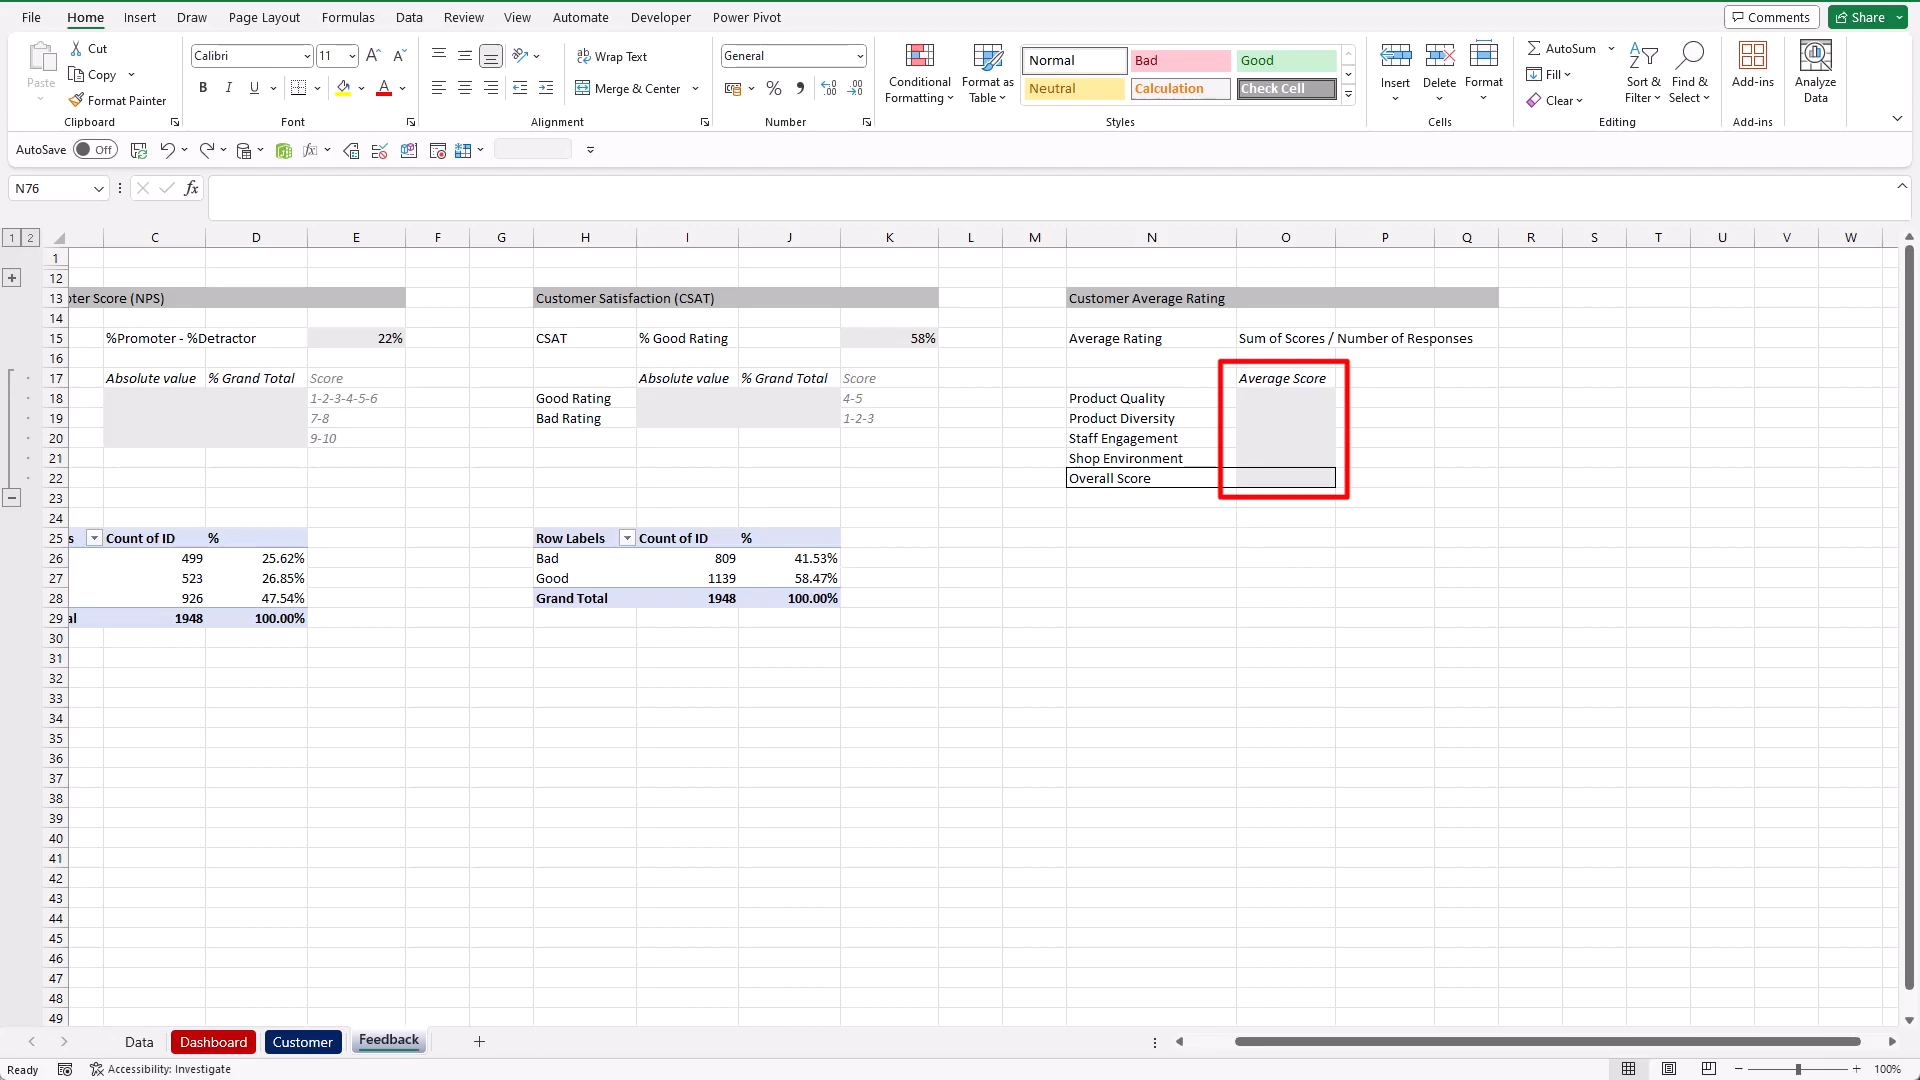 File Home Insert Draw Page Layout Formulas Data Review View Automate Developer Power Pivot Comments Share
Paste Cut Copy Format Painter Clipboard
Calibri 11 B I U Font
Wrap Text Merge & Center Alignment
General % Number
Conditional Formatting Format as Table
Normal Bad Good
Neutral Calculation Check Cell
Styles
Insert Delete Format Cells
AutoSum Fill Clear Sort & Filter Find & Select Editing
Add-ins Add-ins
Analyze Data
AutoSave Off
N76 fx
1 2 C D E F G H I J K L M N O P Q R S T U V W
1
12
13 oter Score (NPS) Customer Satisfaction (CSAT) Customer Average Rating
14
15 %Promoter - %Detractor 22% CSAT % Good Rating 58% Average Rating Sum of Scores / Number of Responses
16
17 Absolute value % Grand Total Score Absolute value % Grand Total Score Average Score
18 1-2-3-4-5-6 Good Rating 4-5 Product Quality
19 7-8 Bad Rating 1-2-3 Product Diversity
20 9-10 Staff Engagement
21 Shop Environment
22 Overall Score
23
24
25 s Count of ID % Row Labels Count of ID %
26 499 25.62% Bad 809 41.53%
27 523 26.85% Good 1139 58.47%
28 926 47.54% Grand Total 1948 100.00%
29 al 1948 100.00%
30
31
32
33
34
35
36
37
38
39
40
41
42
43
44
45
46
47
48
49
Data Dashboard Customer Feedback
Ready Accessibility: Investigate 100%